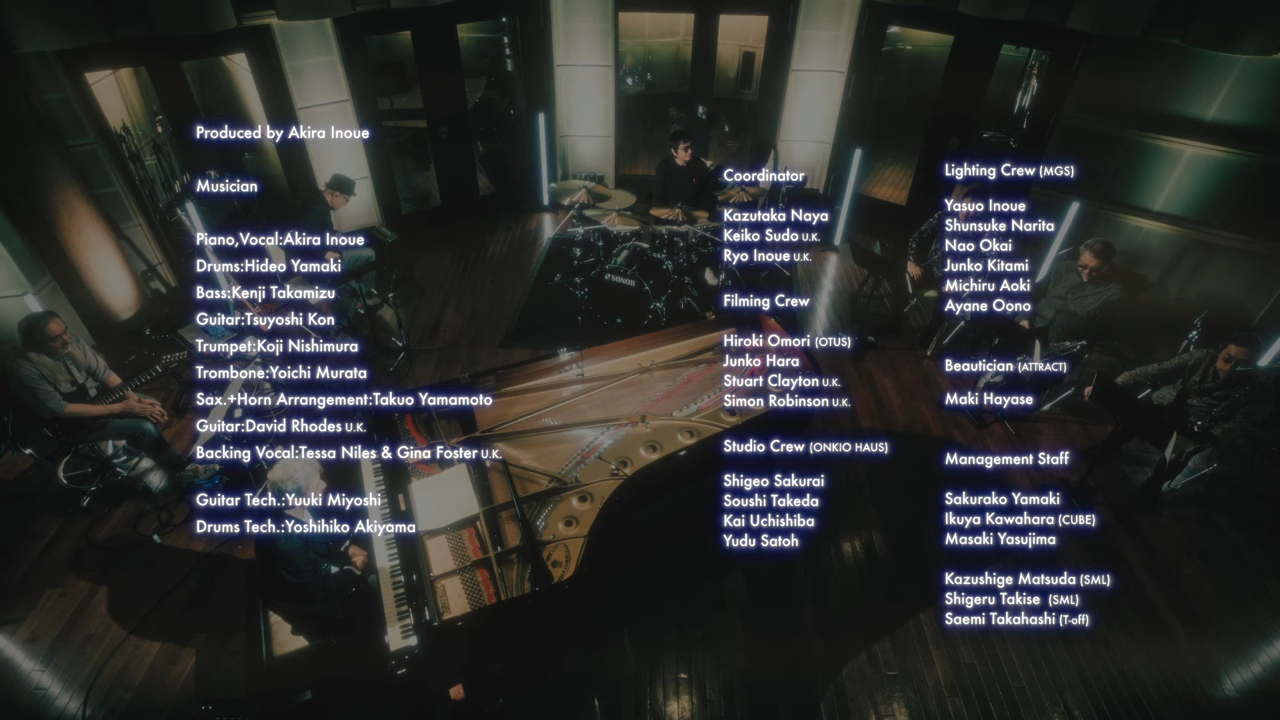 Produced by Akira Inoue
Musician
Piano,Vocal:Akira Inoue
Drums:Hideo Yamaki
Bass:Kenji Takamizu
Guitar:Tsuyoshi Kon
Trumpet:Koji Nishimura
Trombone:Yoichi Murata
Sax.+Horn Arrangement:Takuo Yamamoto
Guitar:David Rhodes U.K.
Backing Vocal:Tessa Niles & Gina Foster U.K.
Guitar Tech.:Yuuki Miyoshi
Drums Tech.:Yoshihiko Akiyama
Coordinator
Kazutaka Naya
Keiko Sudo U.K.
Ryo Inoue U.K.
Filming Crew
Hiroki Omori (OTUS)
Junko Hara
Stuart Clayton U.K.
Simon Robinson U.K.
Studio Crew (ONKIO HAUS)
Shigeo Sakurai
Soushi Takeda
Kai Uchishiba
Yudu Satoh
Lighting Crew (MGS)
Yasuo Inoue
Shunsuke Narita
Nao Okai
Junko Kitami
Michiru Aoki
Ayane Oono
Beautician (ATTRACT)
Maki Hayase
Management Staff
Sakurako Yamaki
Ikuya Kawahara (CUBE)
Masaki Yasujima
Kazushige Matsuda (SML)
Shigeru Takise (SML)
Saemi Takahashi (T-off)
SONOR